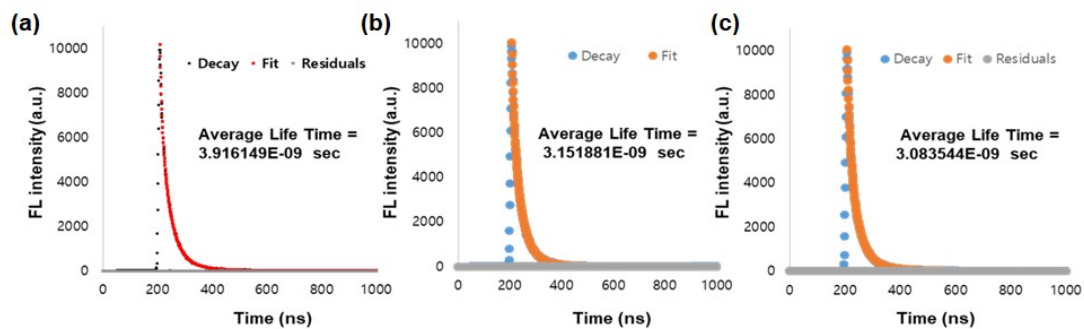 (a)
FL intensity (a.u.)
10000
8000
6000
4000
2000
0
Decay Fit Residuals
Average Life Time =
3.916149E-09 sec
0 200 400 600 800 1000
Time (ns)
(b)
FL intensity (a.u.)
10000
8000
6000
4000
2000
0
Decay Fit
Average Life Time =
3.151881E-09 sec
0 200 400 600 800 1000
Time (ns)
(c)
FL intensity (a.u.)
10000
8000
6000
4000
2000
0
Decay Fit Residuals
Average Life Time =
3.083544E-09 sec
0 200 400 600 800 1000
Time (ns)